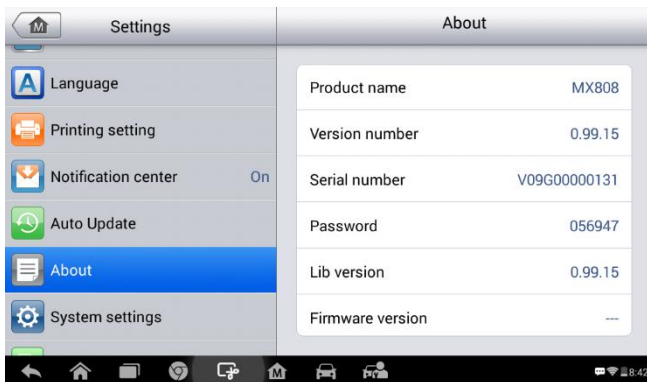 M Settings
About
A Language
Printing setting
Notification center On
Auto Update
About
System settings
Product name MX808
Version number 0.99.15
Serial number V09G00000131
Password 056947
Lib version 0.99.15
Firmware version ---
M 8:42